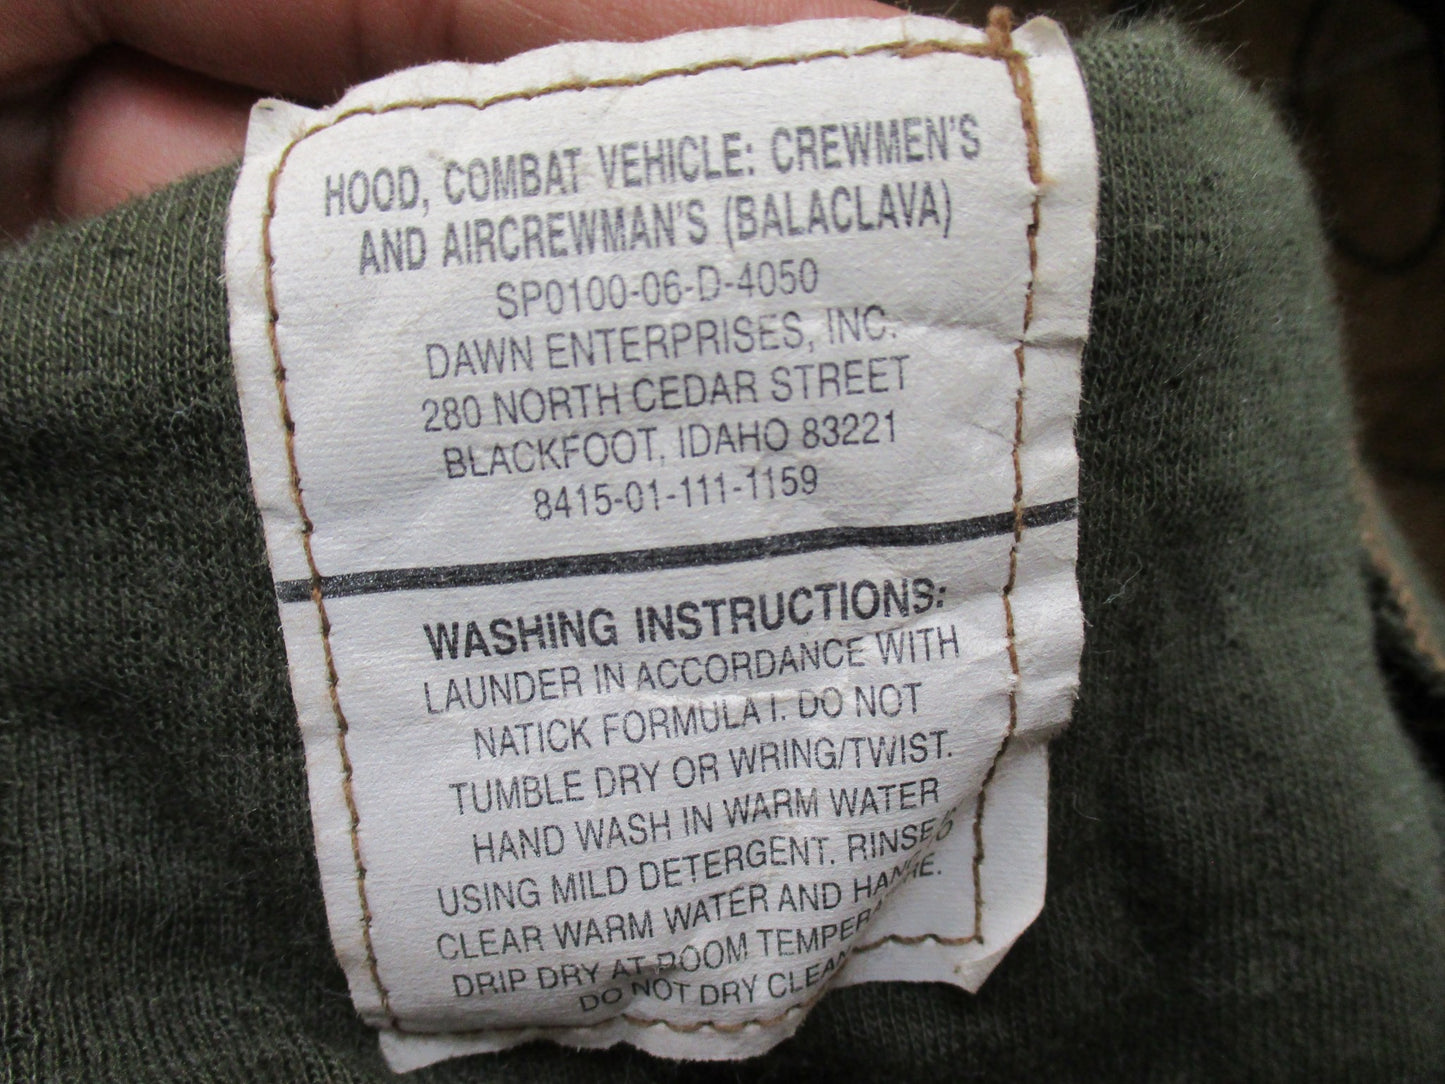 HOOD, COMBAT VEHICLE: CREWMEN'S
AND AIRCREWMAN'S (BALACLAVA)
SP0100-06-D-4050
DAWN ENTERPRISES, INC.
280 NORTH CEDAR STREET
BLACKFOOT, IDAHO 83221
8415-01-111-1159
WASHING INSTRUCTIONS:
LAUNDER IN ACCORDANCE WITH
NATICK FORMULA I. DO NOT
TUMBLE DRY OR WRING/TWIST.
HAND WASH IN WARM WATER
USING MILD DETERGENT. RINSE
CLEAR WARM WATER AND
DRIP DRY AT ROOM
DO NOT DRY